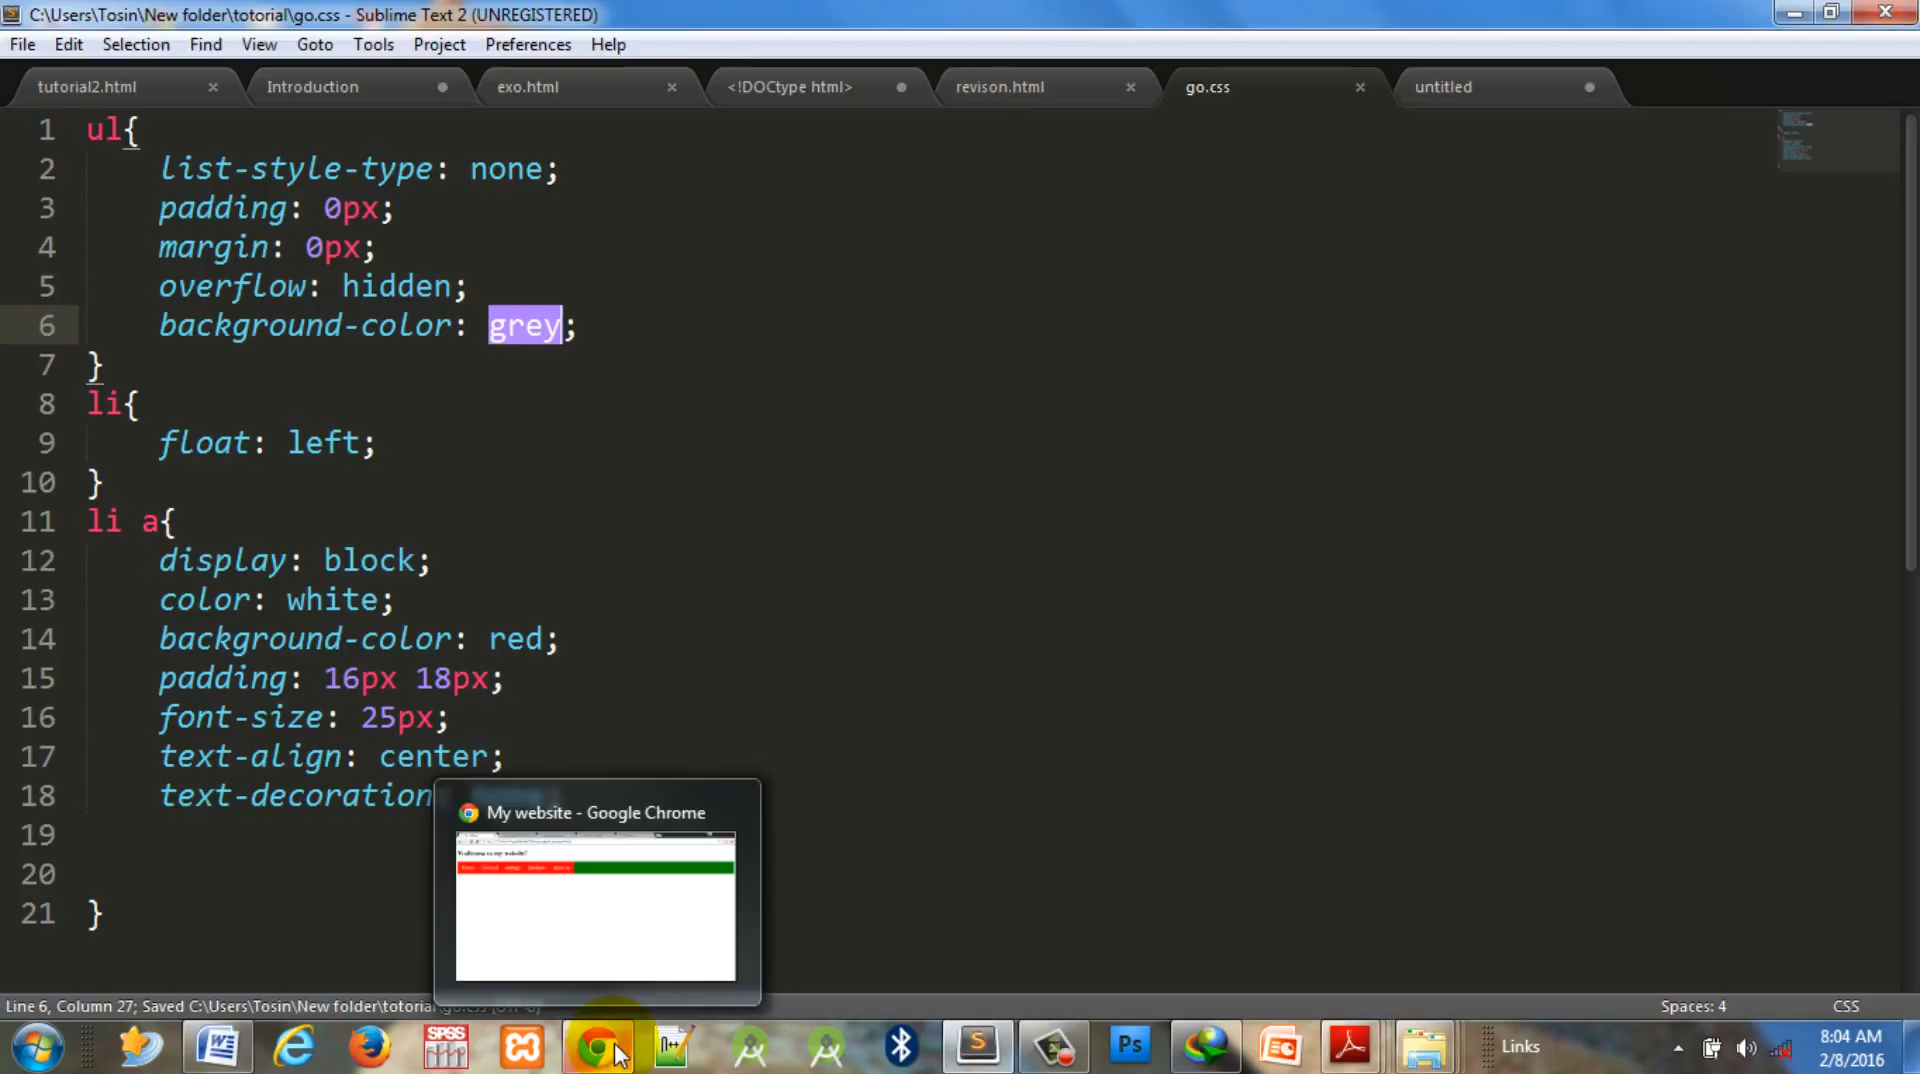 C:\Users\Tosin\New folder\totorial\go.css - Sublime Text 2 (UNREGISTERED)
File Edit Selection Find View Goto Tools Project Preferences Help
tutorial2.html Introduction exo.html <!DOCtype html> revison.html go.css untitled
1 ul{
2 list-style-type: none;
3 padding: 0px;
4 margin: 0px;
5 overflow: hidden;
6 background-color: grey;
7 }
8 li{
9 float: left;
10 }
11 li a{
12 display: block;
13 color: white;
14 background-color: red;
15 padding: 16px 18px;
16 font-size: 25px;
17 text-align: center;
18 text-decoration
19
20
21 }
My website - Google Chrome
Line 6, Column 27; Saved C:\Users\Tosin\New folder\totorial
Spaces: 4 CSS
SPSS
Ps
Links
8:04 AM
2/8/2016